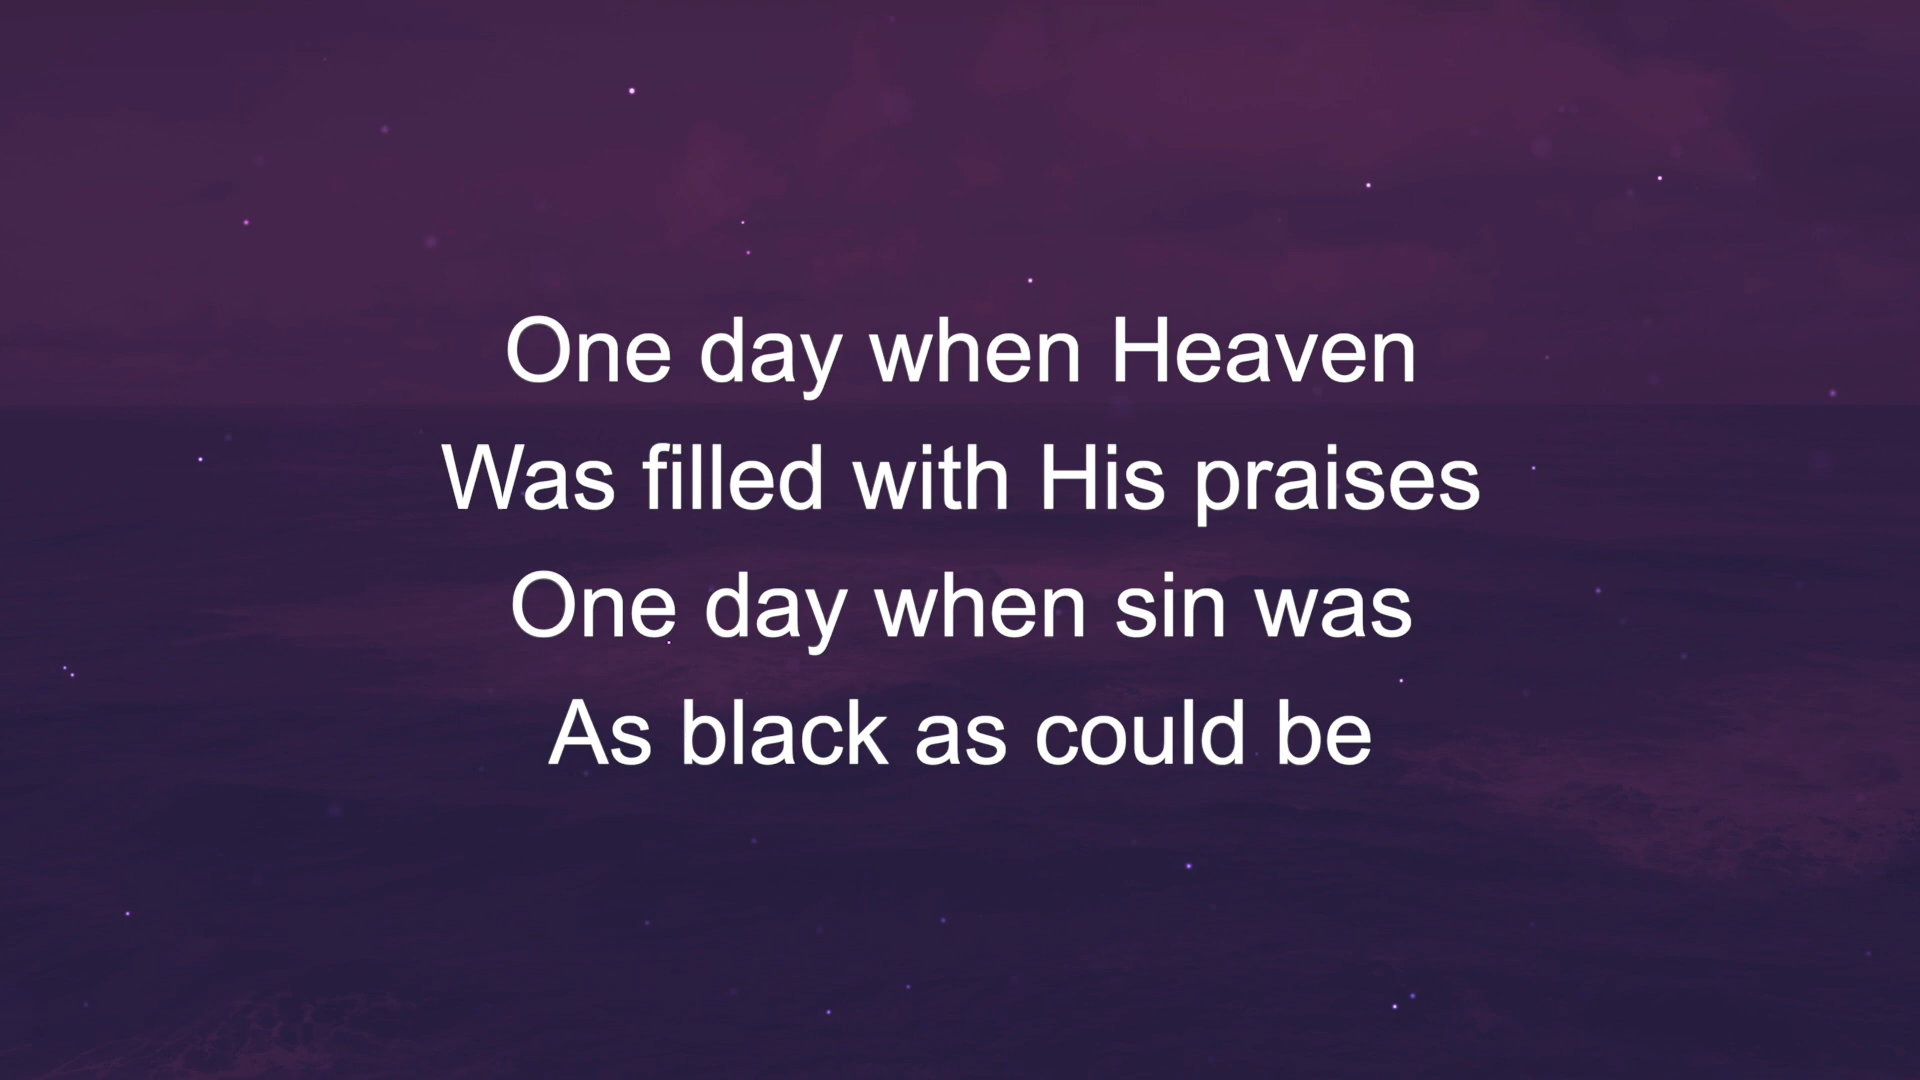 One day when Heaven
Was filled with His praises
One day when sin was
As black as could be